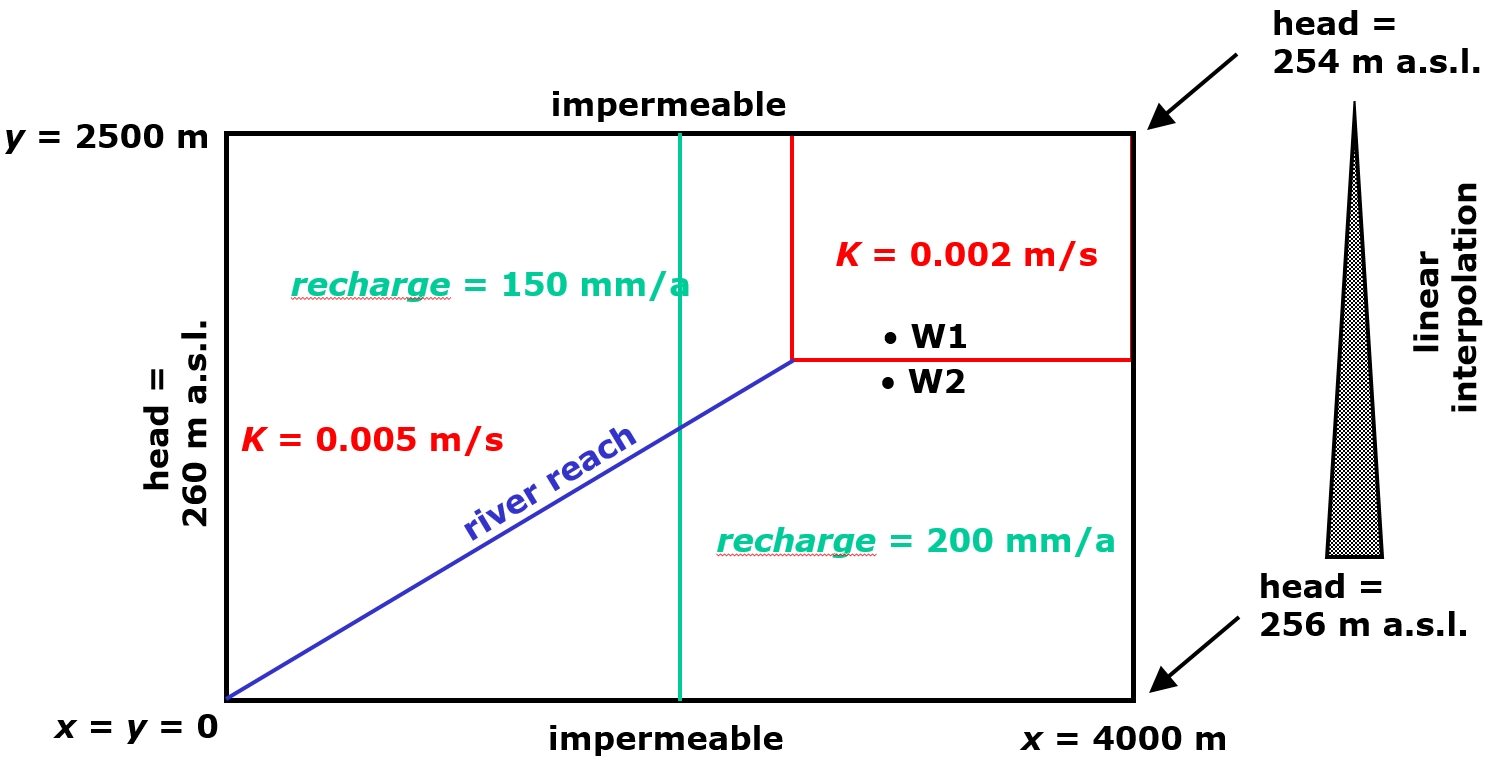 head =
254 m a.s.l.
impermeable
y = 2500 m
K = 0.002 m/s
recharge = 150 mm/a
linear
interpolation
• W1
head =
260 m a.s.l.
• W2
K = 0.005 m/s
river reach
recharge = 200 mm/a
head =
256 m a.s.l.
x = y = 0
impermeable
x = 4000 m